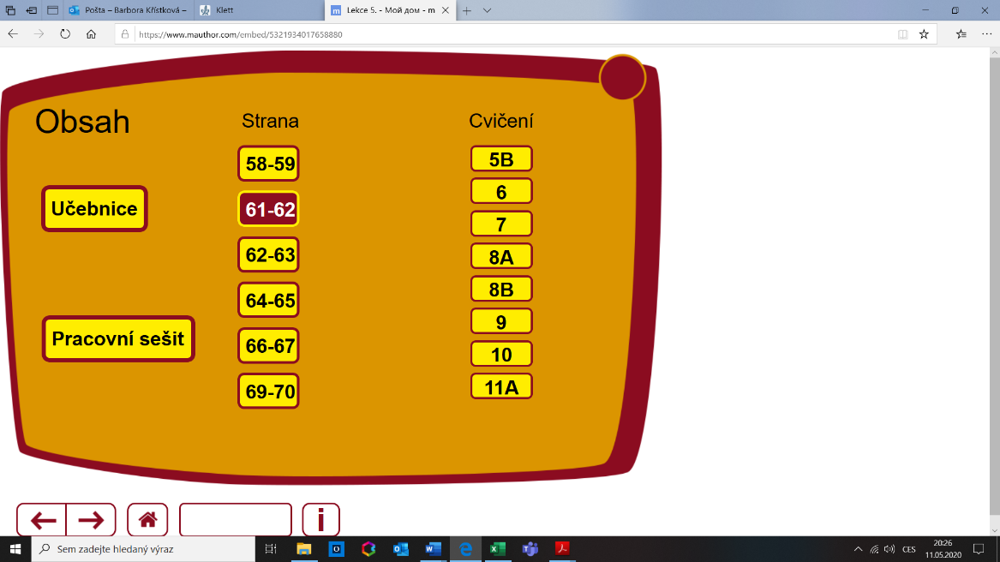 Pošta – Barbora Křístková –
Klett
Lekce 5. - Мой дом - m
https://www.mauthor.com/embed/5321934017658880
Obsah
Strana
Cvičení
58-59
61-62
62-63
64-65
66-67
69-70
Učebnice
Pracovní sešit
5B
6
7
8A
8B
9
10
11A
i
Sem zadejte hledaný výraz
CES
20:26
11.05.2020